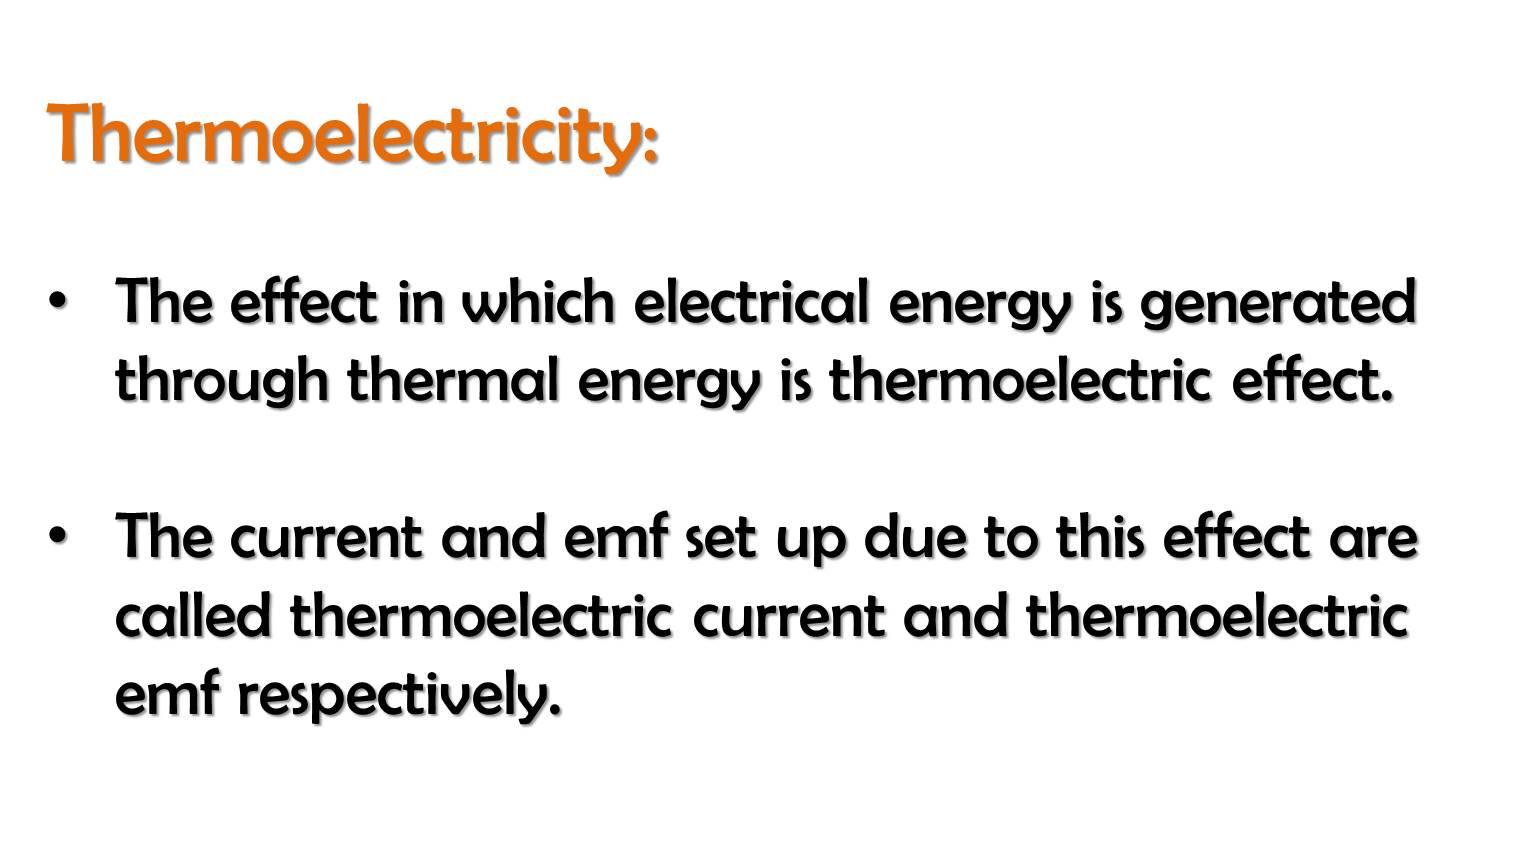 Thermoelectricity:
• The effect in which electrical energy is generated
through thermal energy is thermoelectric effect.
• The current and emf set up due to this effect are
called thermoelectric current and thermoelectric
emf respectively.